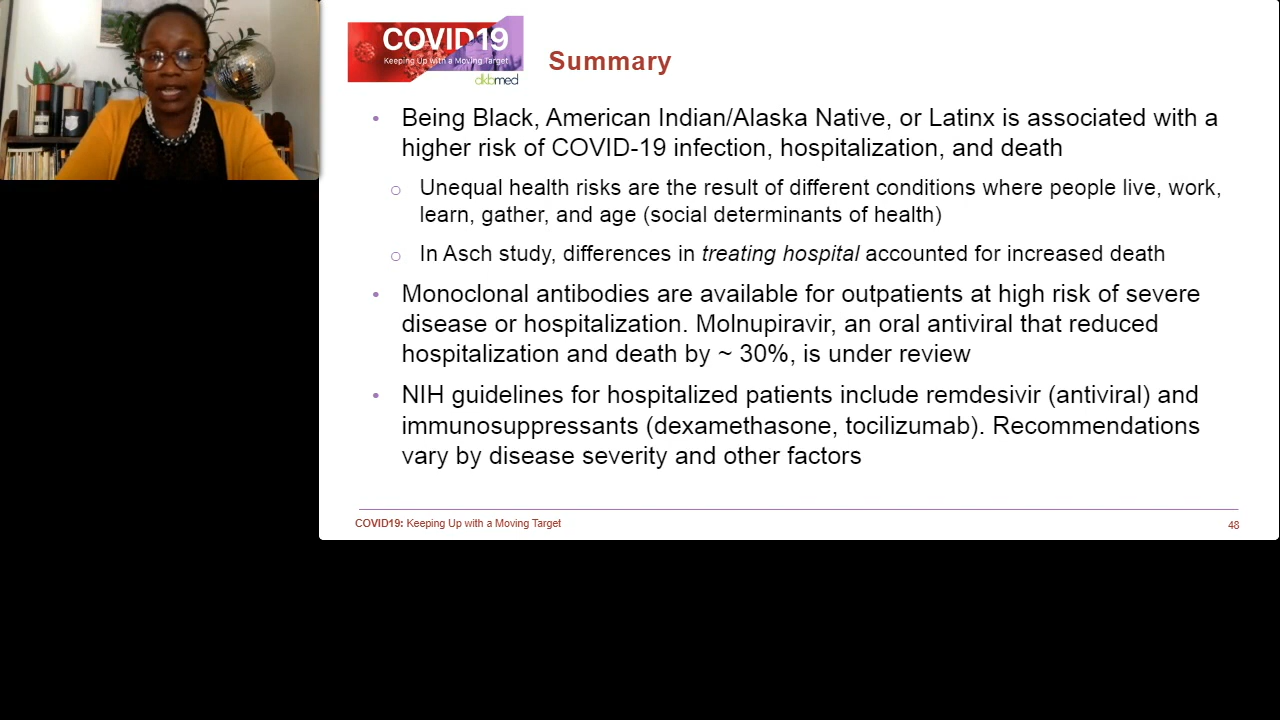 COVID19
Keeping Up with a Moving Target
dkbmed
Summary
• Being Black, American Indian/Alaska Native, or Latinx is associated with a
higher risk of COVID-19 infection, hospitalization, and death
o Unequal health risks are the result of different conditions where people live, work,
learn, gather, and age (social determinants of health)
o In Asch study, differences in treating hospital accounted for increased death
• Monoclonal antibodies are available for outpatients at high risk of severe
disease or hospitalization. Molnupiravir, an oral antiviral that reduced
hospitalization and death by ~ 30%, is under review
• NIH guidelines for hospitalized patients include remdesivir (antiviral) and
immunosuppressants (dexamethasone, tocilizumab). Recommendations
vary by disease severity and other factors
COVID19: Keeping Up with a Moving Target
48